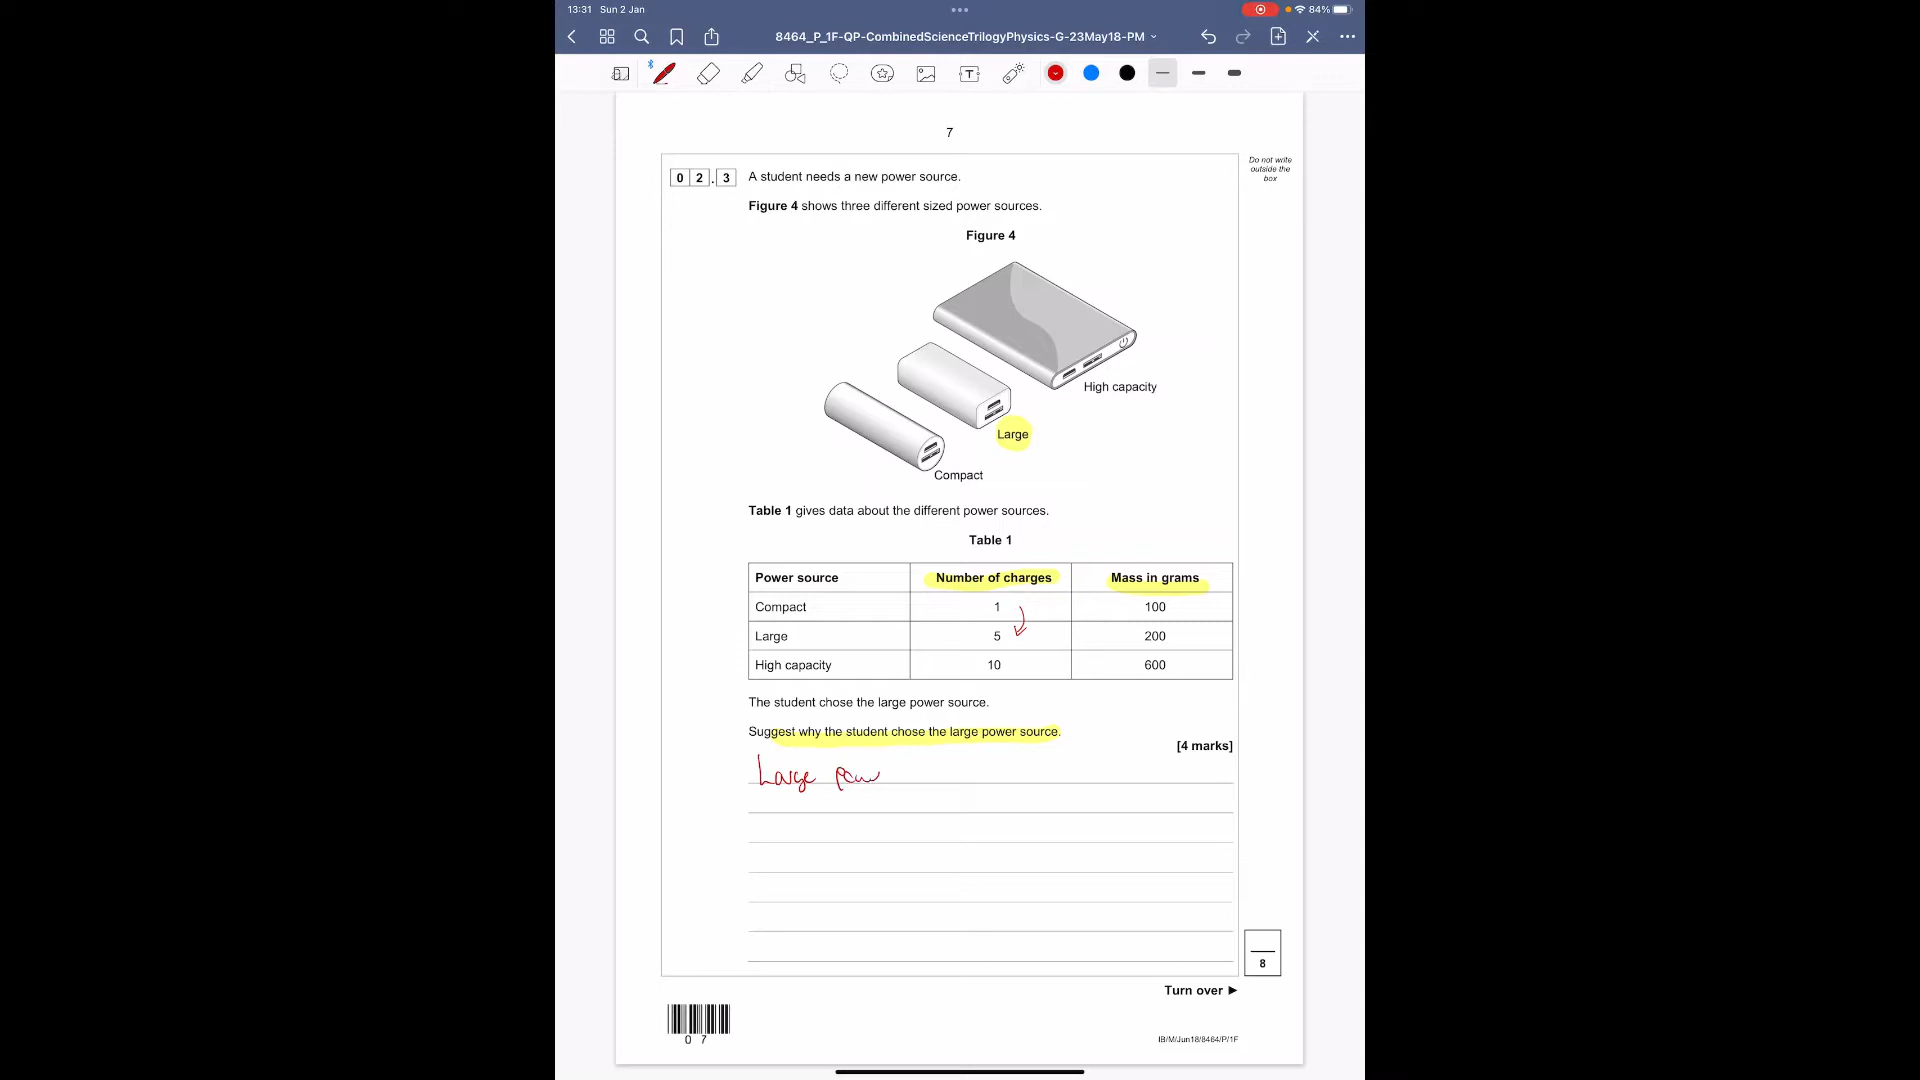 13:31 Sun 2 Jan
84%
8464_P_1F-QP-CombinedScienceTrilogyPhysics-G-23May18-PM
T
7
Do not write
outside the
box
0 2 . 3 A student needs a new power source.
Figure 4 shows three different sized power sources.
Figure 4
High capacity
Large
Compact
Table 1 gives data about the different power sources.
Table 1
Power source Number of charges Mass in grams
Compact 1 100
Large 5 200
High capacity 10 600
The student chose the large power source.
Suggest why the student chose the large power source.
[4 marks]
Large pow
8
Turn over ►
0 7
IB/M/Jun18/8464/P/1F